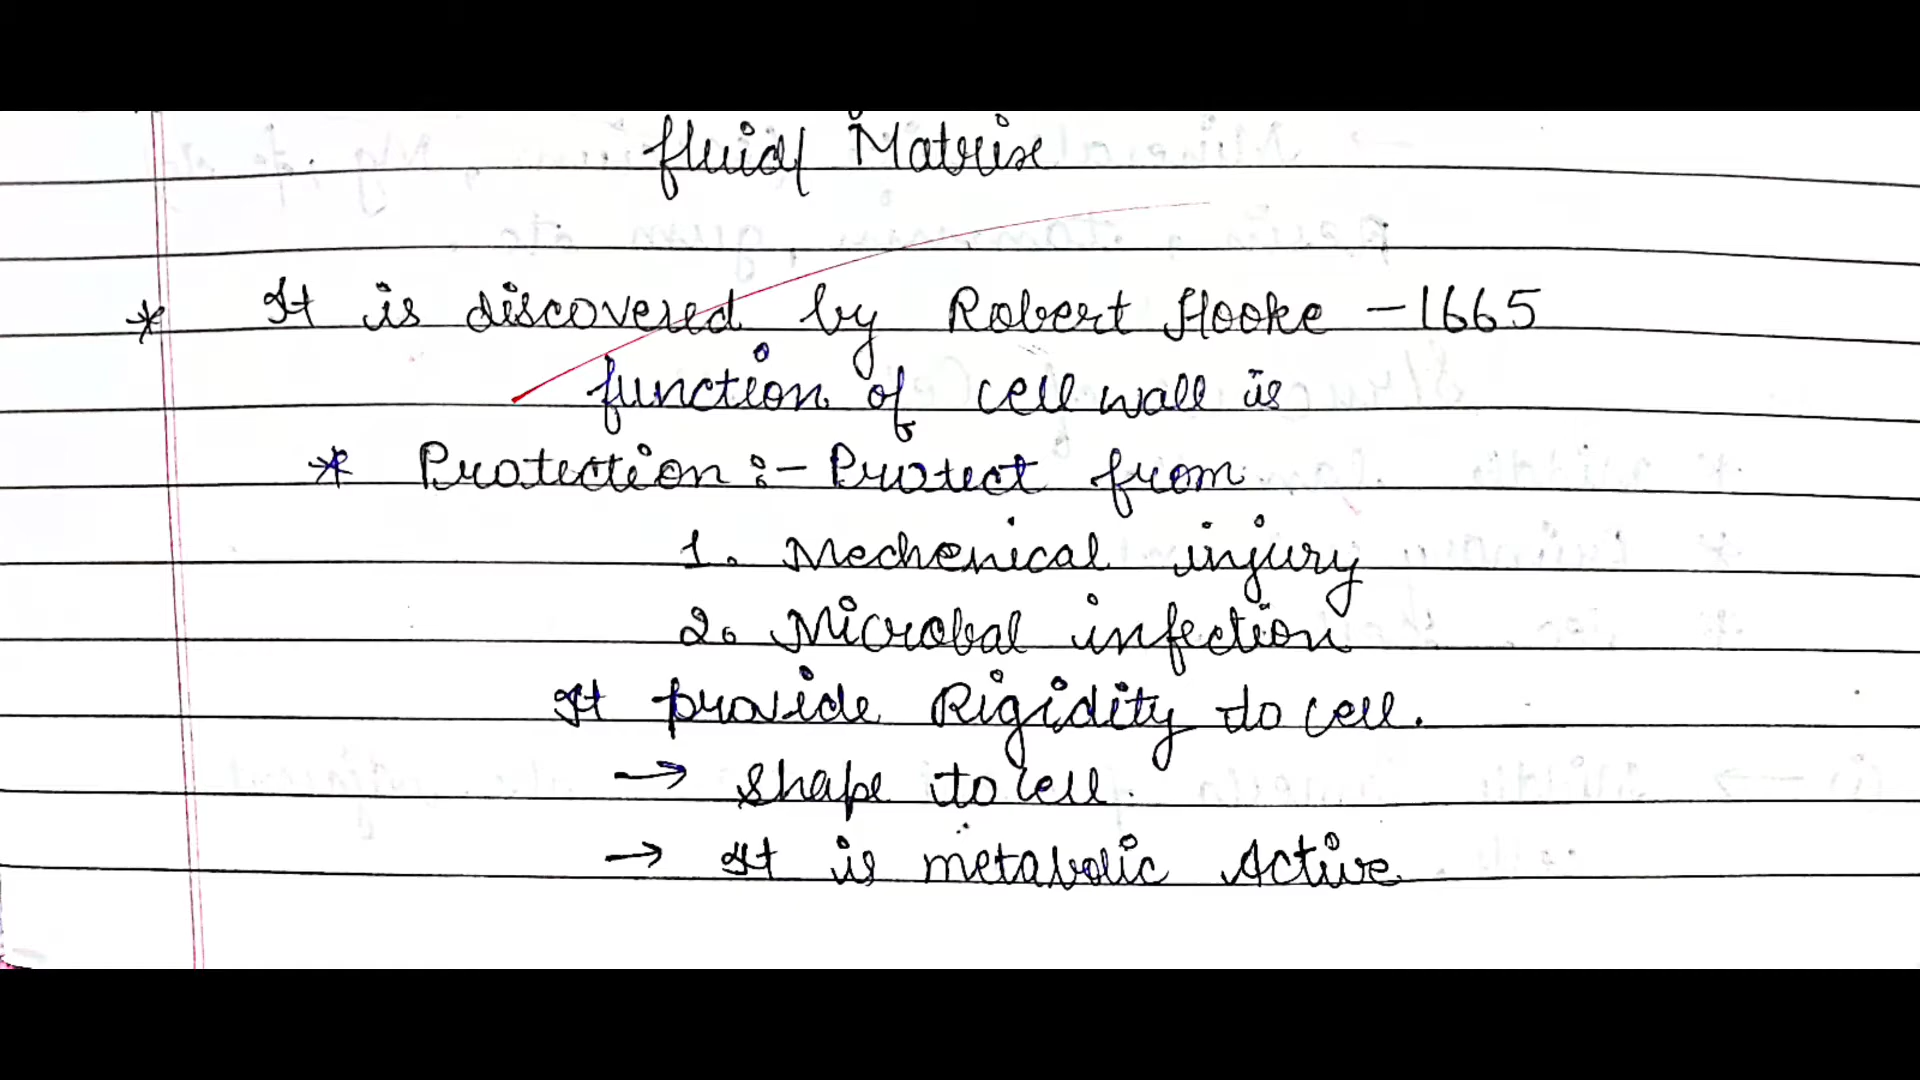 fluid/ Matrix
* It is discovered by Robert Hooke - 1665
function of cell wall is
* Protection :- Protect from
1. Mechenical injury
2. Microbal infection
It provide Rigidity to cell.
→ shape to cell.
→ It is metabolic Active